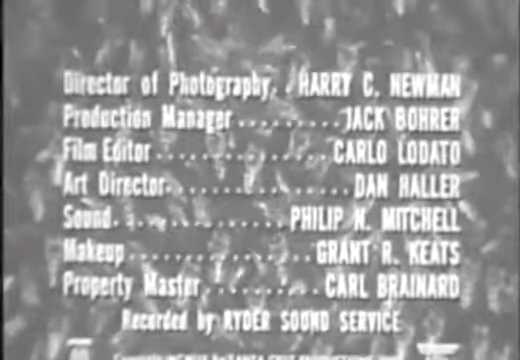 Director of Photography. . HARRY C. NEWMAN
Production Manager.........JACK BOHRER
Film Editor...............CARLO LODATO
Art Director................DAN HALLER
Sound...............PHILIP N. MITCHELL
Makeup................GRANT R. KEATS
Property Master..........CARL BRAINARD
Recorded by RYDER SOUND SERVICE